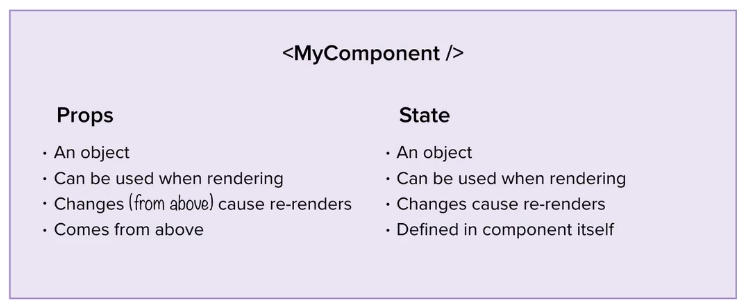 <MyComponent />
Props
· An object
· Can be used when rendering
· Changes (from above) cause re-renders
· Comes from above
State
· An object
· Can be used when rendering
· Changes cause re-renders
· Defined in component itself